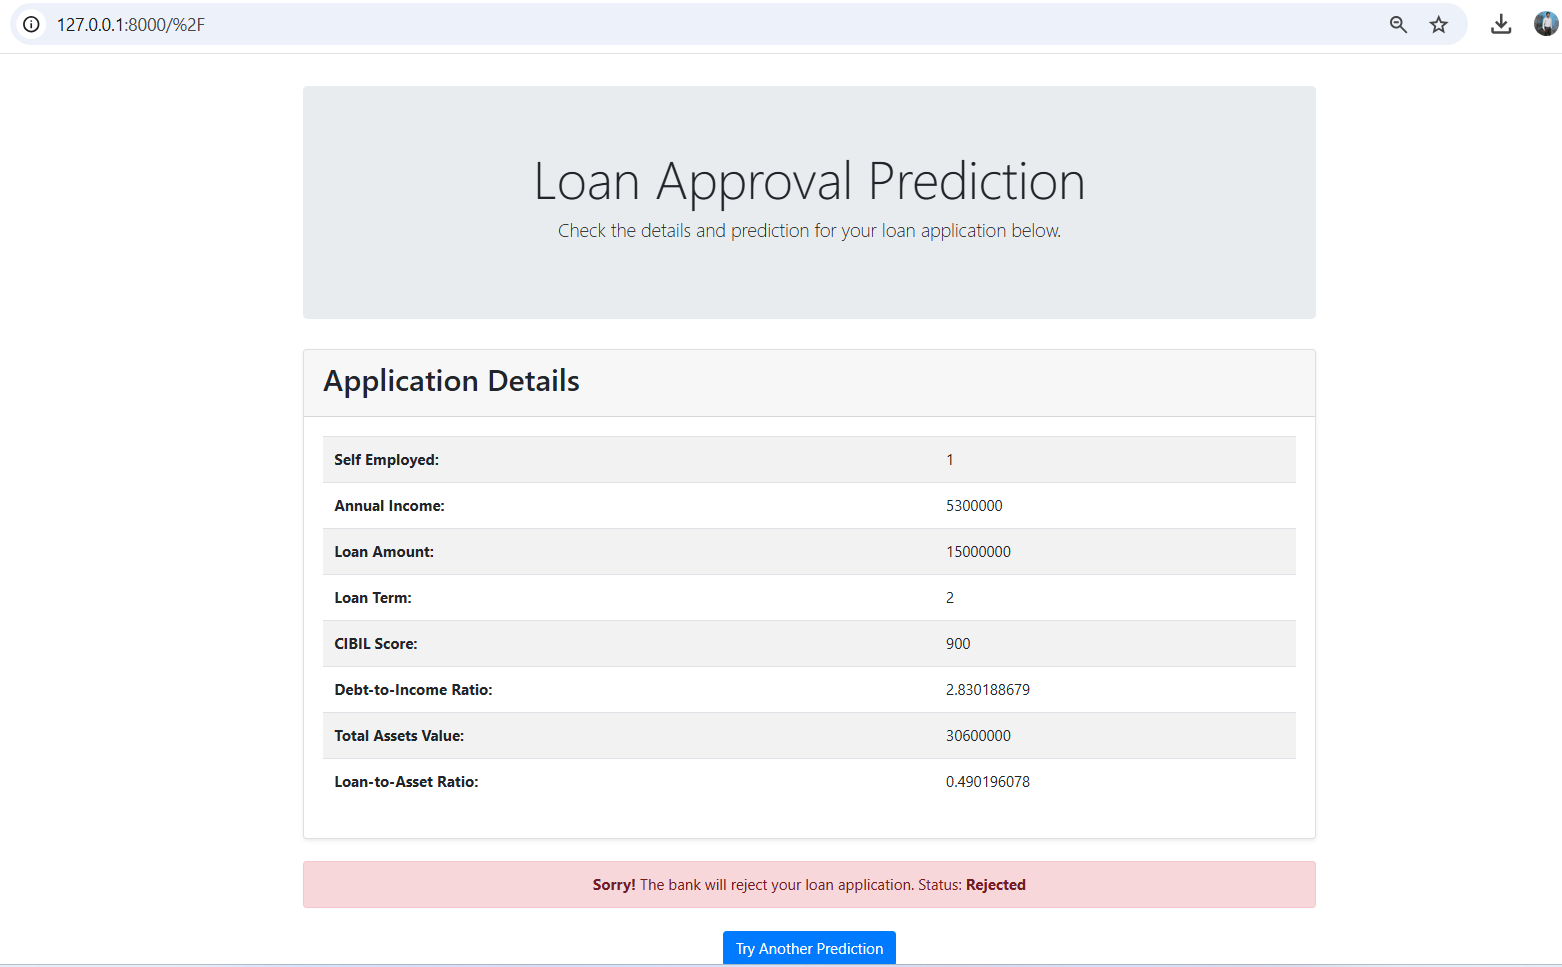 127.0.0.1:8000/%2F
Loan Approval Prediction
Check the details and prediction for your loan application below.
Application Details
Self Employed: 1
Annual Income: 5300000
Loan Amount: 15000000
Loan Term: 2
CIBIL Score: 900
Debt-to-Income Ratio: 2.830188679
Total Assets Value: 30600000
Loan-to-Asset Ratio: 0.490196078
Sorry! The bank will reject your loan application. Status: Rejected
Try Another Prediction